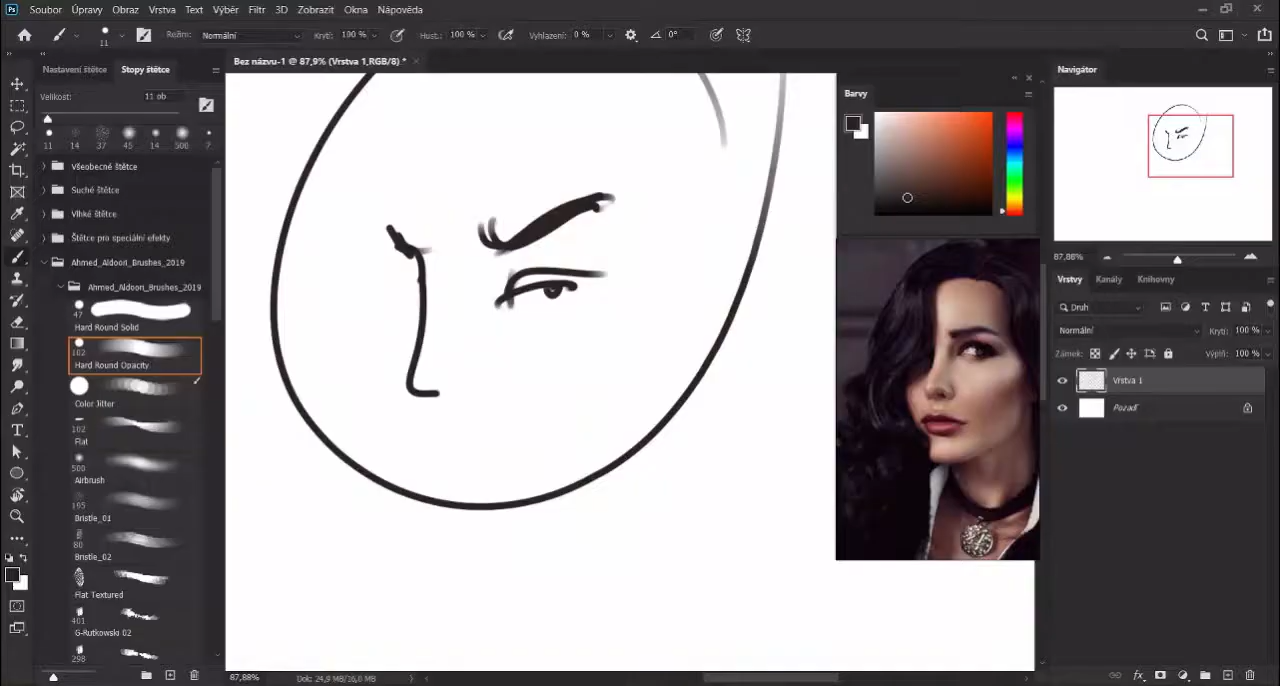 Ps Soubor Úpravy Obraz Vrstva Text Výběr Filtr 3D Zobrazit Okna Nápověda
11 Režim: Normální Krytí: 100 % Hust.: 100 % Vyhlazení: 0 % 0°
Nastavení štětce Stopy štětce
Bez názvu-1 @ 87,9% (Vrstva 1,RGB/8) *
Velikost: 11 ob
11 14 37 45 14 500 7
Všeobecné štětce
Suché štětce
Vlhké štětce
Štětce pro speciální efekty
Ahmed_Aldoori_Brushes_2019
Ahmed_Aldoori_Brushes_2019
47
Hard Round Solid
102
Hard Round Opacity
Color Jitter
102
Flat
500
Airbrush
195
Bristle_01
80
Bristle_02
Flat Textured
401
G-Rutkowski 02
298
87,88% Dok: 24,9 MB/16,0 MB
Barvy
Navigátor
87,88%
Vrstvy Kanály Knihovny
Druh
Normální Krytí: 100 %
Zámek: Výplň: 100 %
Vrstva 1
Pozadí
fx